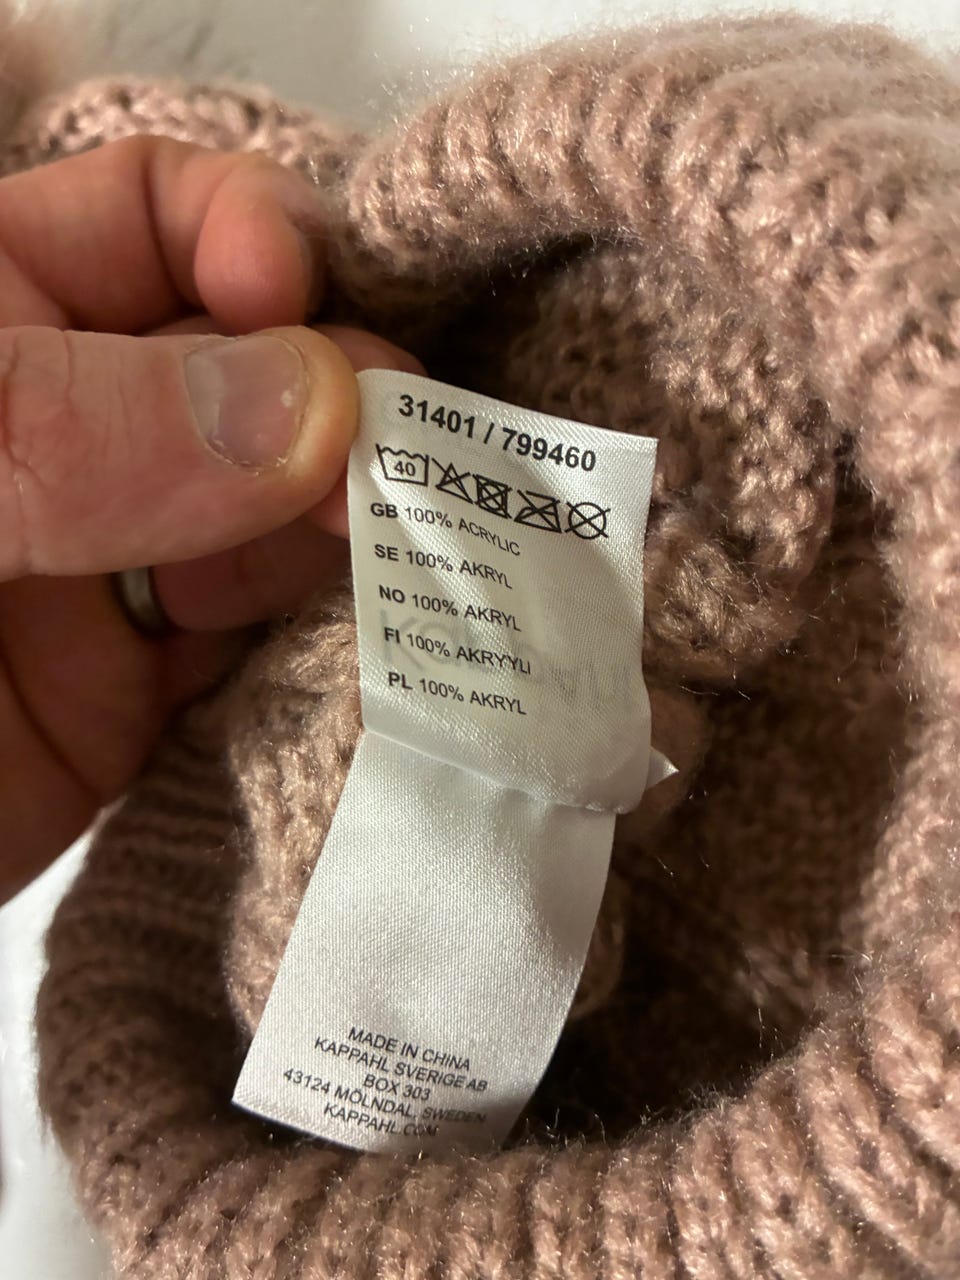 31401 / 799460
40
GB 100% ACRYLIC
SE 100% AKRYL
NO 100% AKRYL
FI 100% AKRYYLI
PL 100% AKRYL
MADE IN CHINA
KAPPAHL SVERIGE AB
BOX 303
43124 MÖLNDAL, SWEDEN
KAPPAHL.COM